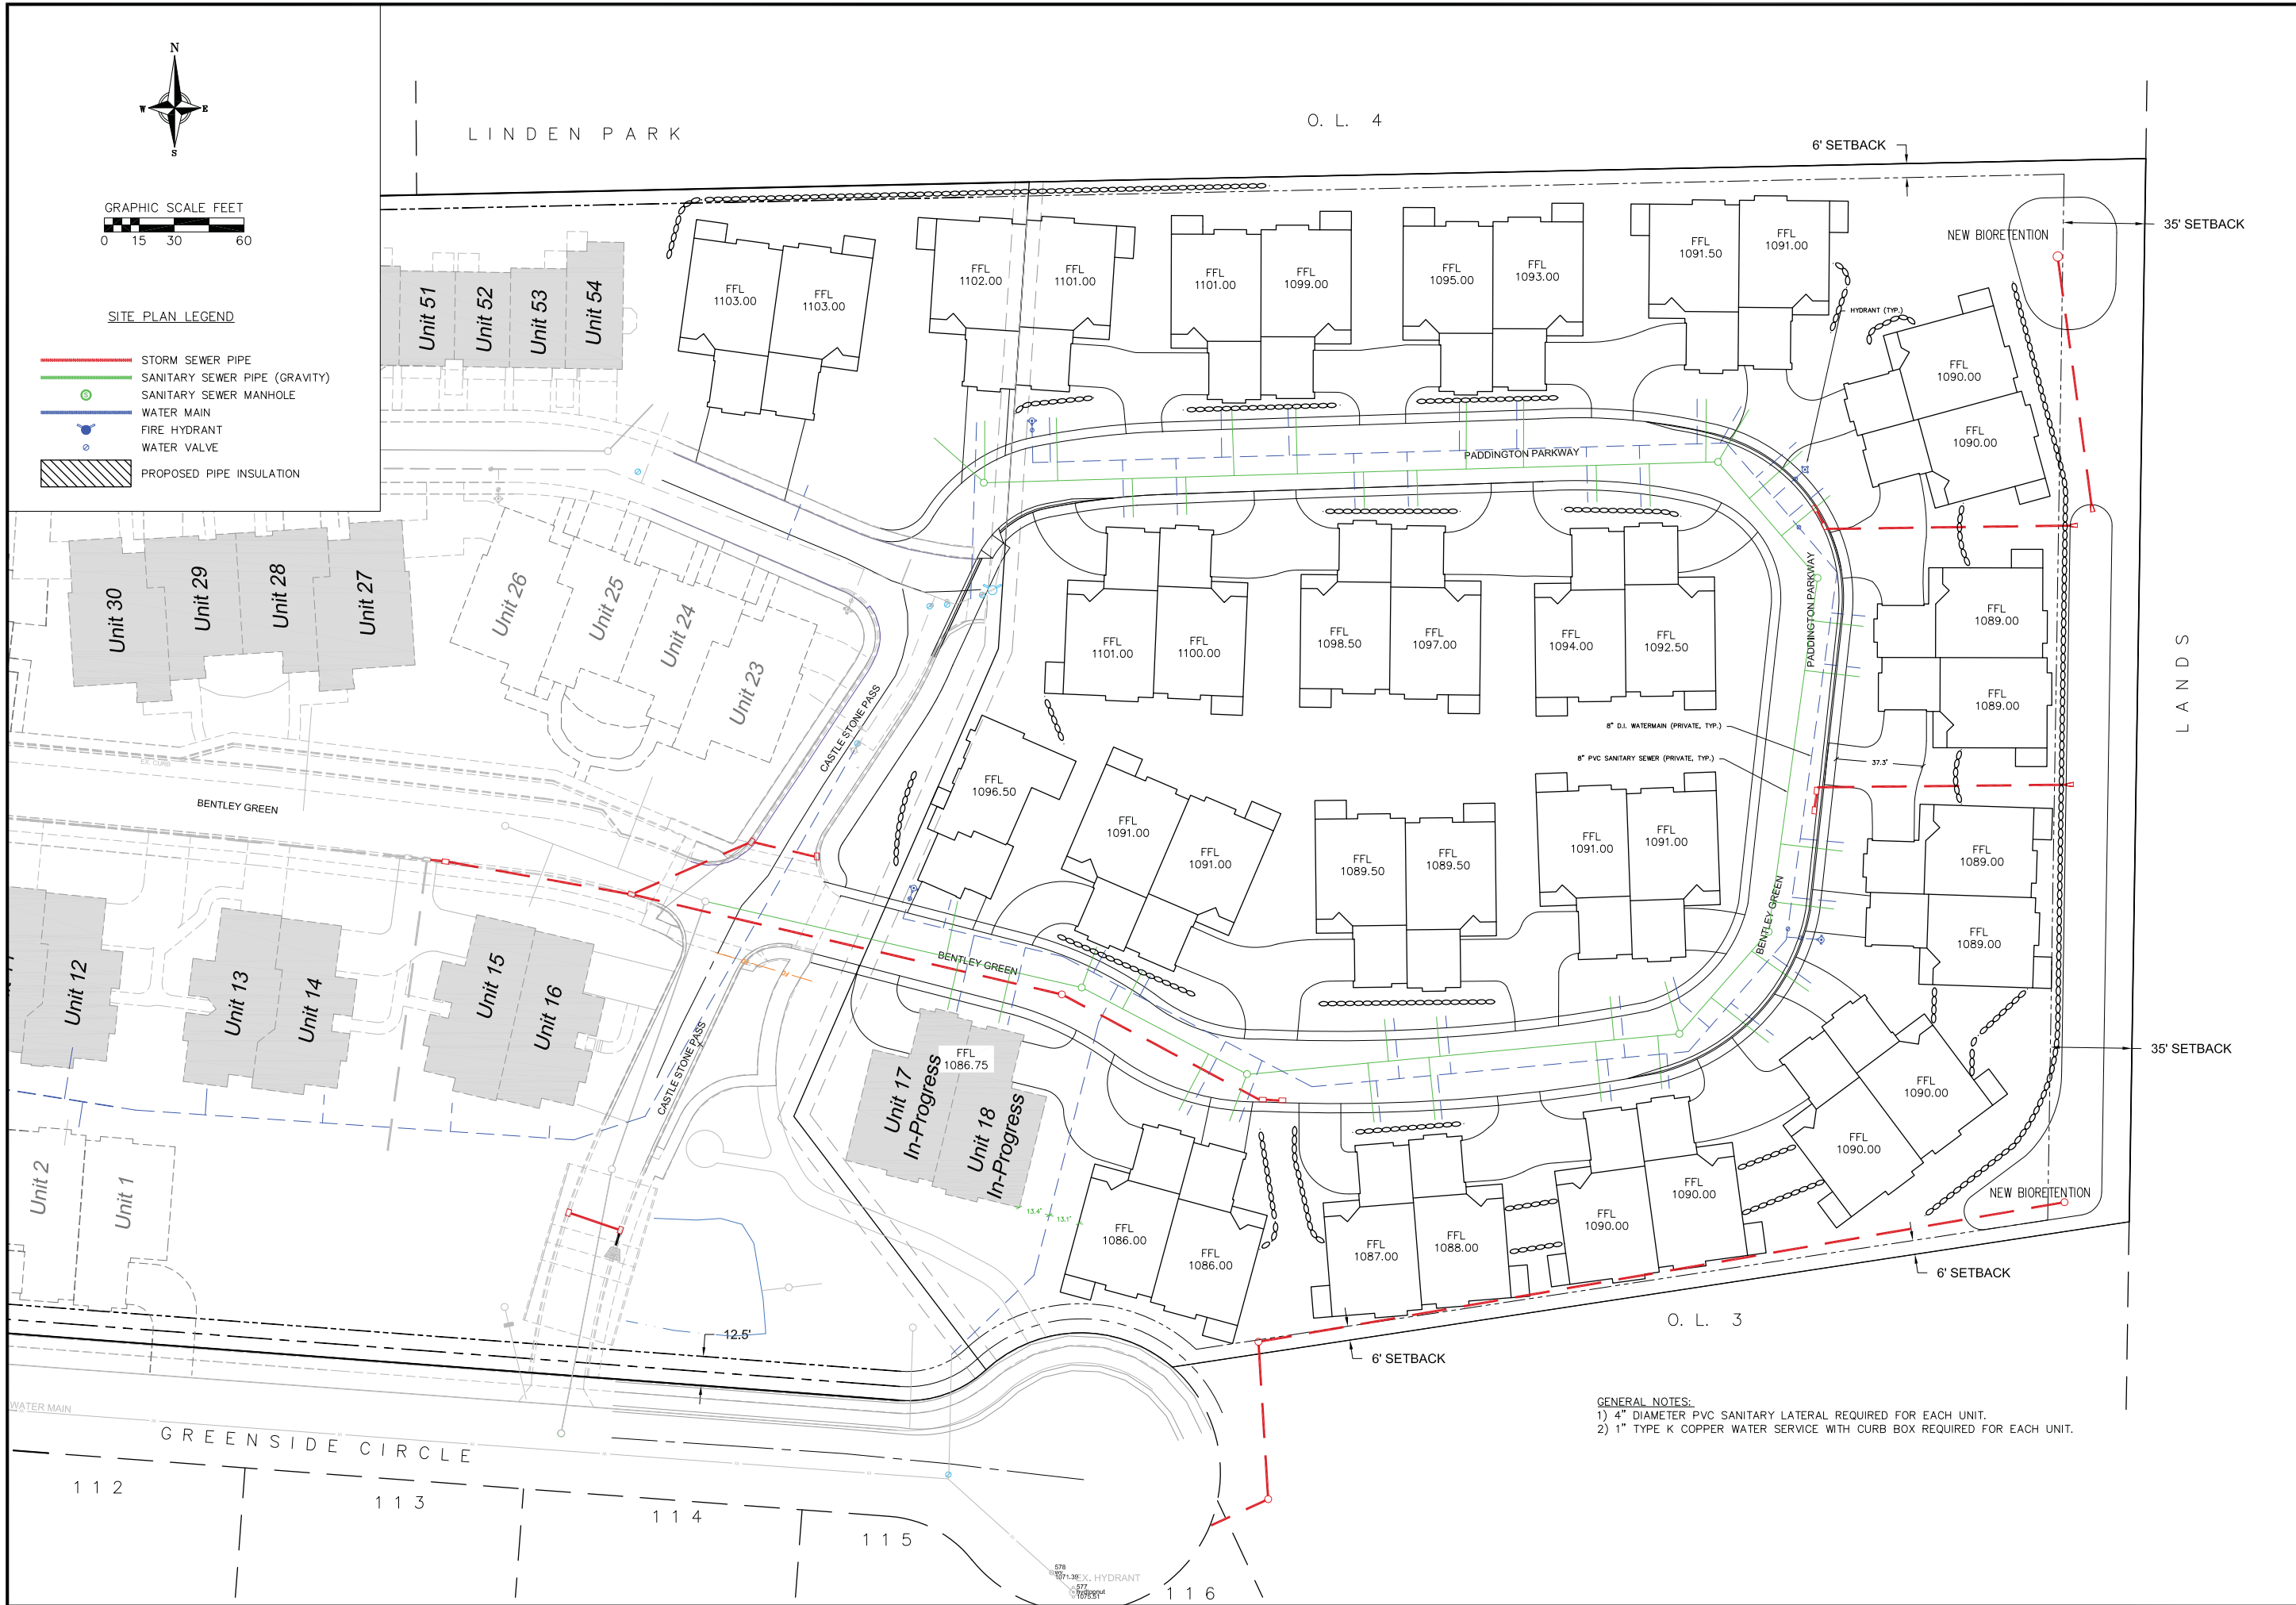 N
W
E
S
GRAPHIC SCALE FEET
0 15 30 60
SITE PLAN LEGEND
STORM SEWER PIPE
SANITARY SEWER PIPE (GRAVITY)
S
SANITARY SEWER MANHOLE
WATER MAIN
FIRE HYDRANT
WATER VALVE
PROPOSED PIPE INSULATION
LINDEN PARK
O. L. 4
6' SETBACK
35' SETBACK
NEW BIORETENTION
HYDRANT (TYP.)
Unit 51
Unit 52
Unit 53
Unit 54
FFL
1103.00
FFL
1103.00
FFL
1102.00
FFL
1101.00
FFL
1101.00
FFL
1099.00
FFL
1095.00
FFL
1093.00
FFL
1091.50
FFL
1091.00
FFL
1090.00
FFL
1090.00
PADDINGTON PARKWAY
PADDINGTON PARKWAY
Unit 30
Unit 29
Unit 28
Unit 27
Unit 26
Unit 25
Unit 24
Unit 23
FFL
1101.00
FFL
1100.00
FFL
1098.50
FFL
1097.00
FFL
1094.00
FFL
1092.50
FFL
1089.00
FFL
1089.00
LANDS
CASTLE STONE PASS
8" D.I. WATERMAIN (PRIVATE, TYP.)
8" PVC SANITARY SEWER (PRIVATE, TYP.)
37.3'
EX. CURB
BENTLEY GREEN
FFL
1096.50
FFL
1091.00
FFL
1091.00
FFL
1089.50
FFL
1089.50
FFL
1091.00
FFL
1091.00
FFL
1089.00
FFL
1089.00
BENTLEY GREEN
BENTLEY GREEN
Unit 12
Unit 13
Unit 14
Unit 15
Unit 16
CASTLE STONE PASS
Unit 17
In-Progress
FFL
1086.75
Unit 18
In-Progress
35' SETBACK
FFL
1090.00
FFL
1090.00
Unit 2
Unit 1
13.4'
13.1'
FFL
1086.00
FFL
1086.00
FFL
1087.00
FFL
1088.00
FFL
1090.00
FFL
1090.00
NEW BIORETENTION
6' SETBACK
O. L. 3
6' SETBACK
12.5'
WATER MAIN
GREENSIDE CIRCLE
GENERAL NOTES:
1) 4" DIAMETER PVC SANITARY LATERAL REQUIRED FOR EACH UNIT.
2) 1" TYPE K COPPER WATER SERVICE WITH CURB BOX REQUIRED FOR EACH UNIT.
112
113
114
115
116
578
1071.39
EX. HYDRANT
577
hydtopnut
1075.51